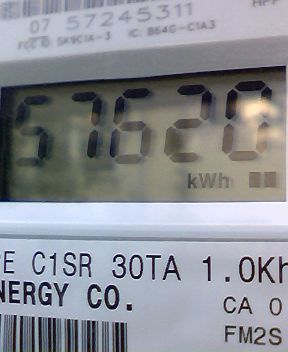 07 57245311
FCC ID: SK9C1A-3 IC: 864G-C1A3
57620
kWh
C1SR 30TA 1.0Kh
CO.
CA 0
FM2S